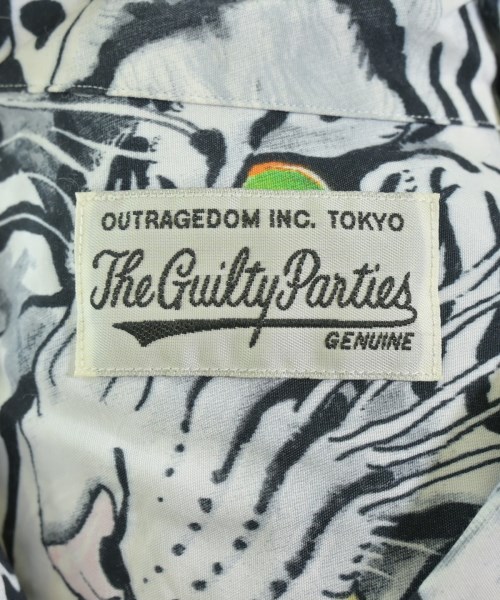 OUTRAGEDOM INC. TOKYO
The Guilty Parties
GENUINE